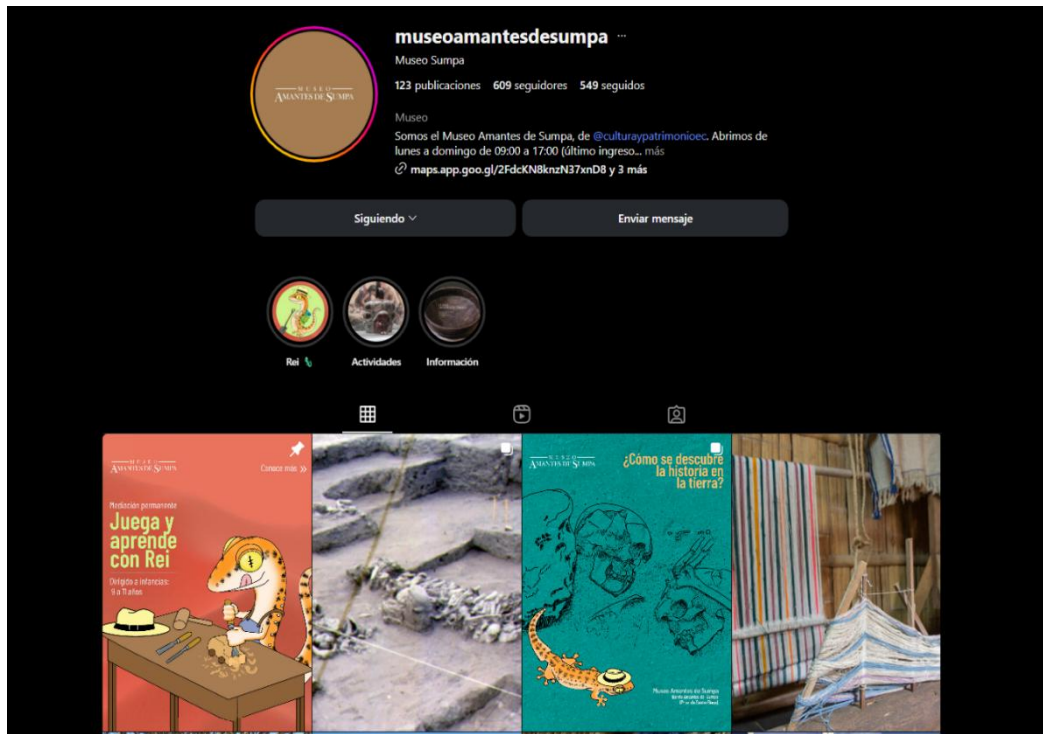 museoamantesdesumpa ...
Museo Sumpa
123 publicaciones 609 seguidores 549 seguidos
Museo
Somos el Museo Amantes de Sumpa, de @culturaypatrimonioec. Abrimos de
lunes a domingo de 09:00 a 17:00 (último ingreso... más
maps.app.goo.gl/2FdcKN8knzN37xnD8 y 3 más
MUSEO
AMANTES DE SUMPA
Siguiendo
Enviar mensaje
Rei
Actividades
Información
MUSEO
AMANTES DE SUMPA
Conoce más »
Mediación permanente
Juega y
aprende
con Rei
Dirigido a infancias:
9 a 11 años
MUSEO
AMANTES DE SUMPA
¿Cómo se descubre
la historia en
la tierra?
Museo Amantes de Sumpa